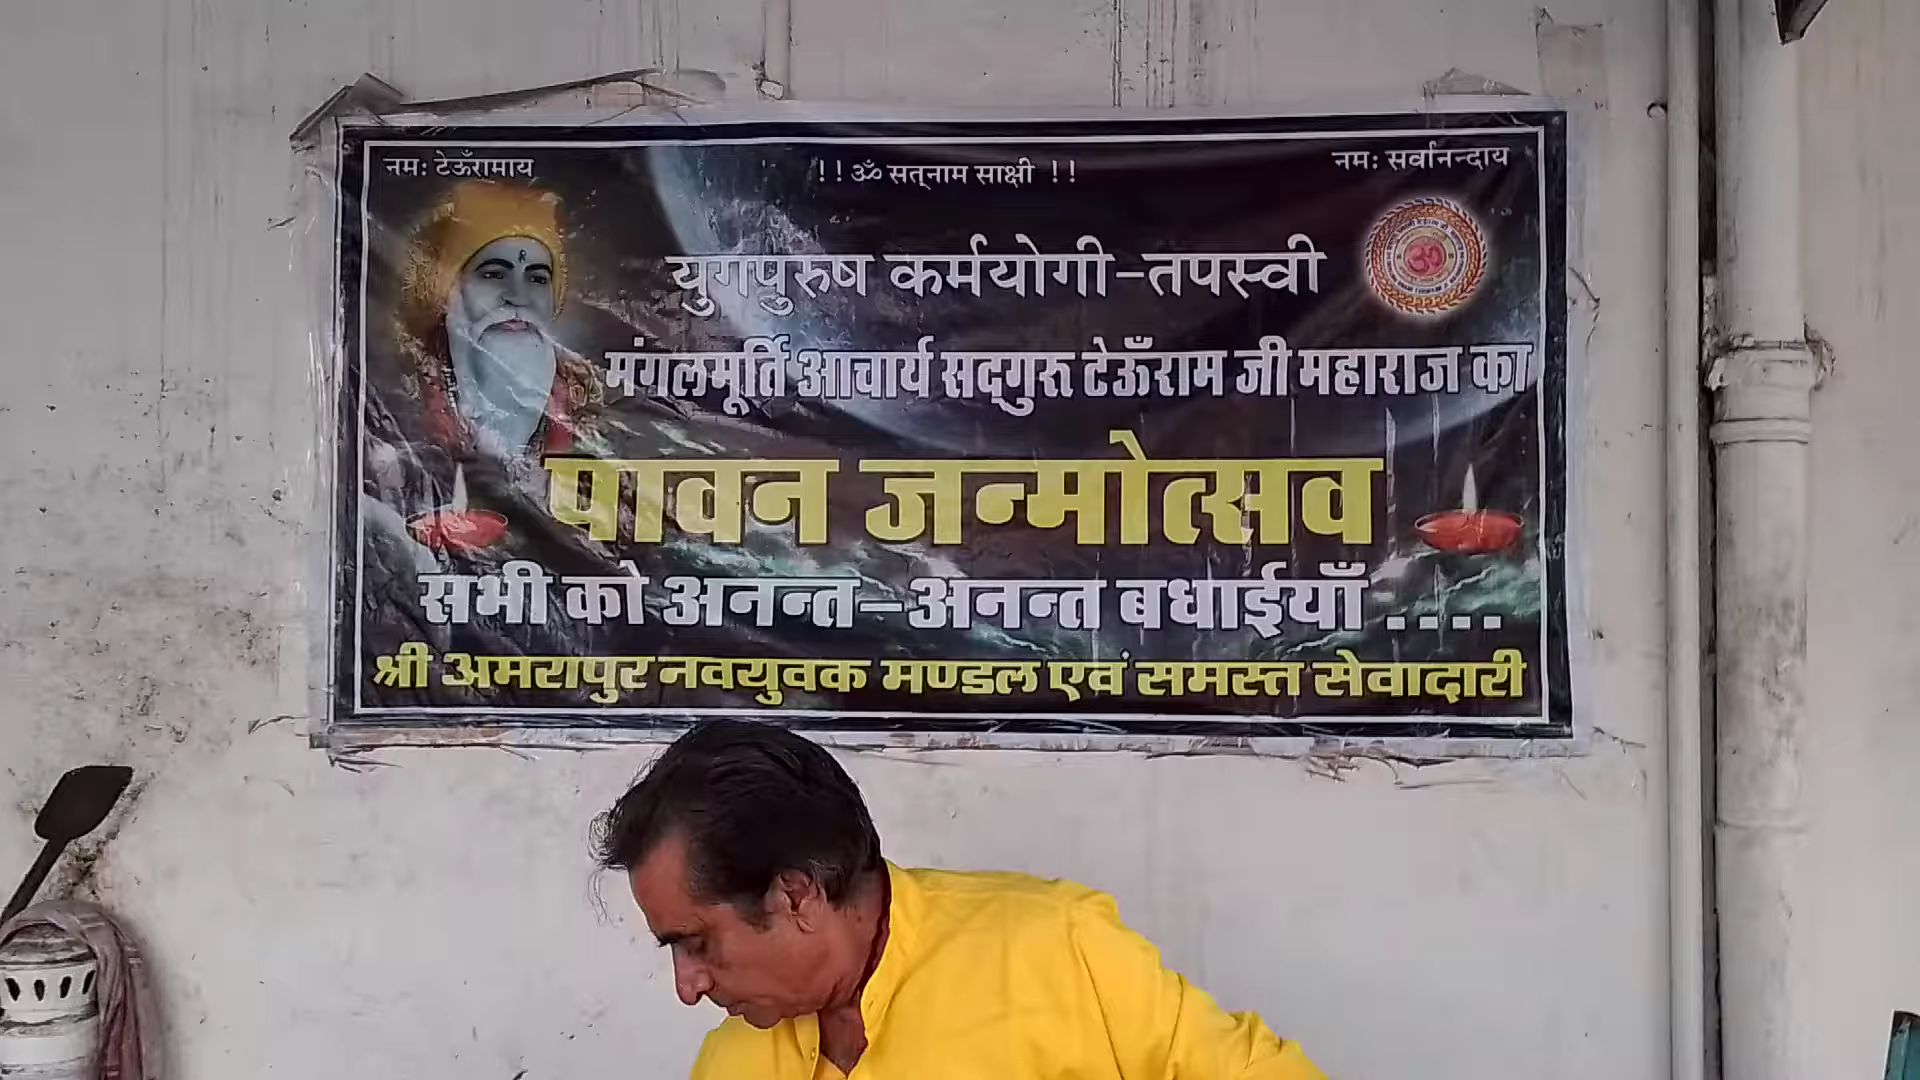 नमः टेऊँरामाय
!! ॐ सत्‌नाम साक्षी !!
नमः सर्वानन्दाय
युगपुरुष कर्मयोगी-तपस्वी
मंगलमूर्ति आचार्य सद्‌गुरु टेऊँराम जी महाराज का
पावन जन्मोत्सव
सभी को अनन्त-अनन्त बधाईयाँ ....
श्री अमरापुर नवयुवक मण्डल एवं समस्त सेवादारी
ॐ